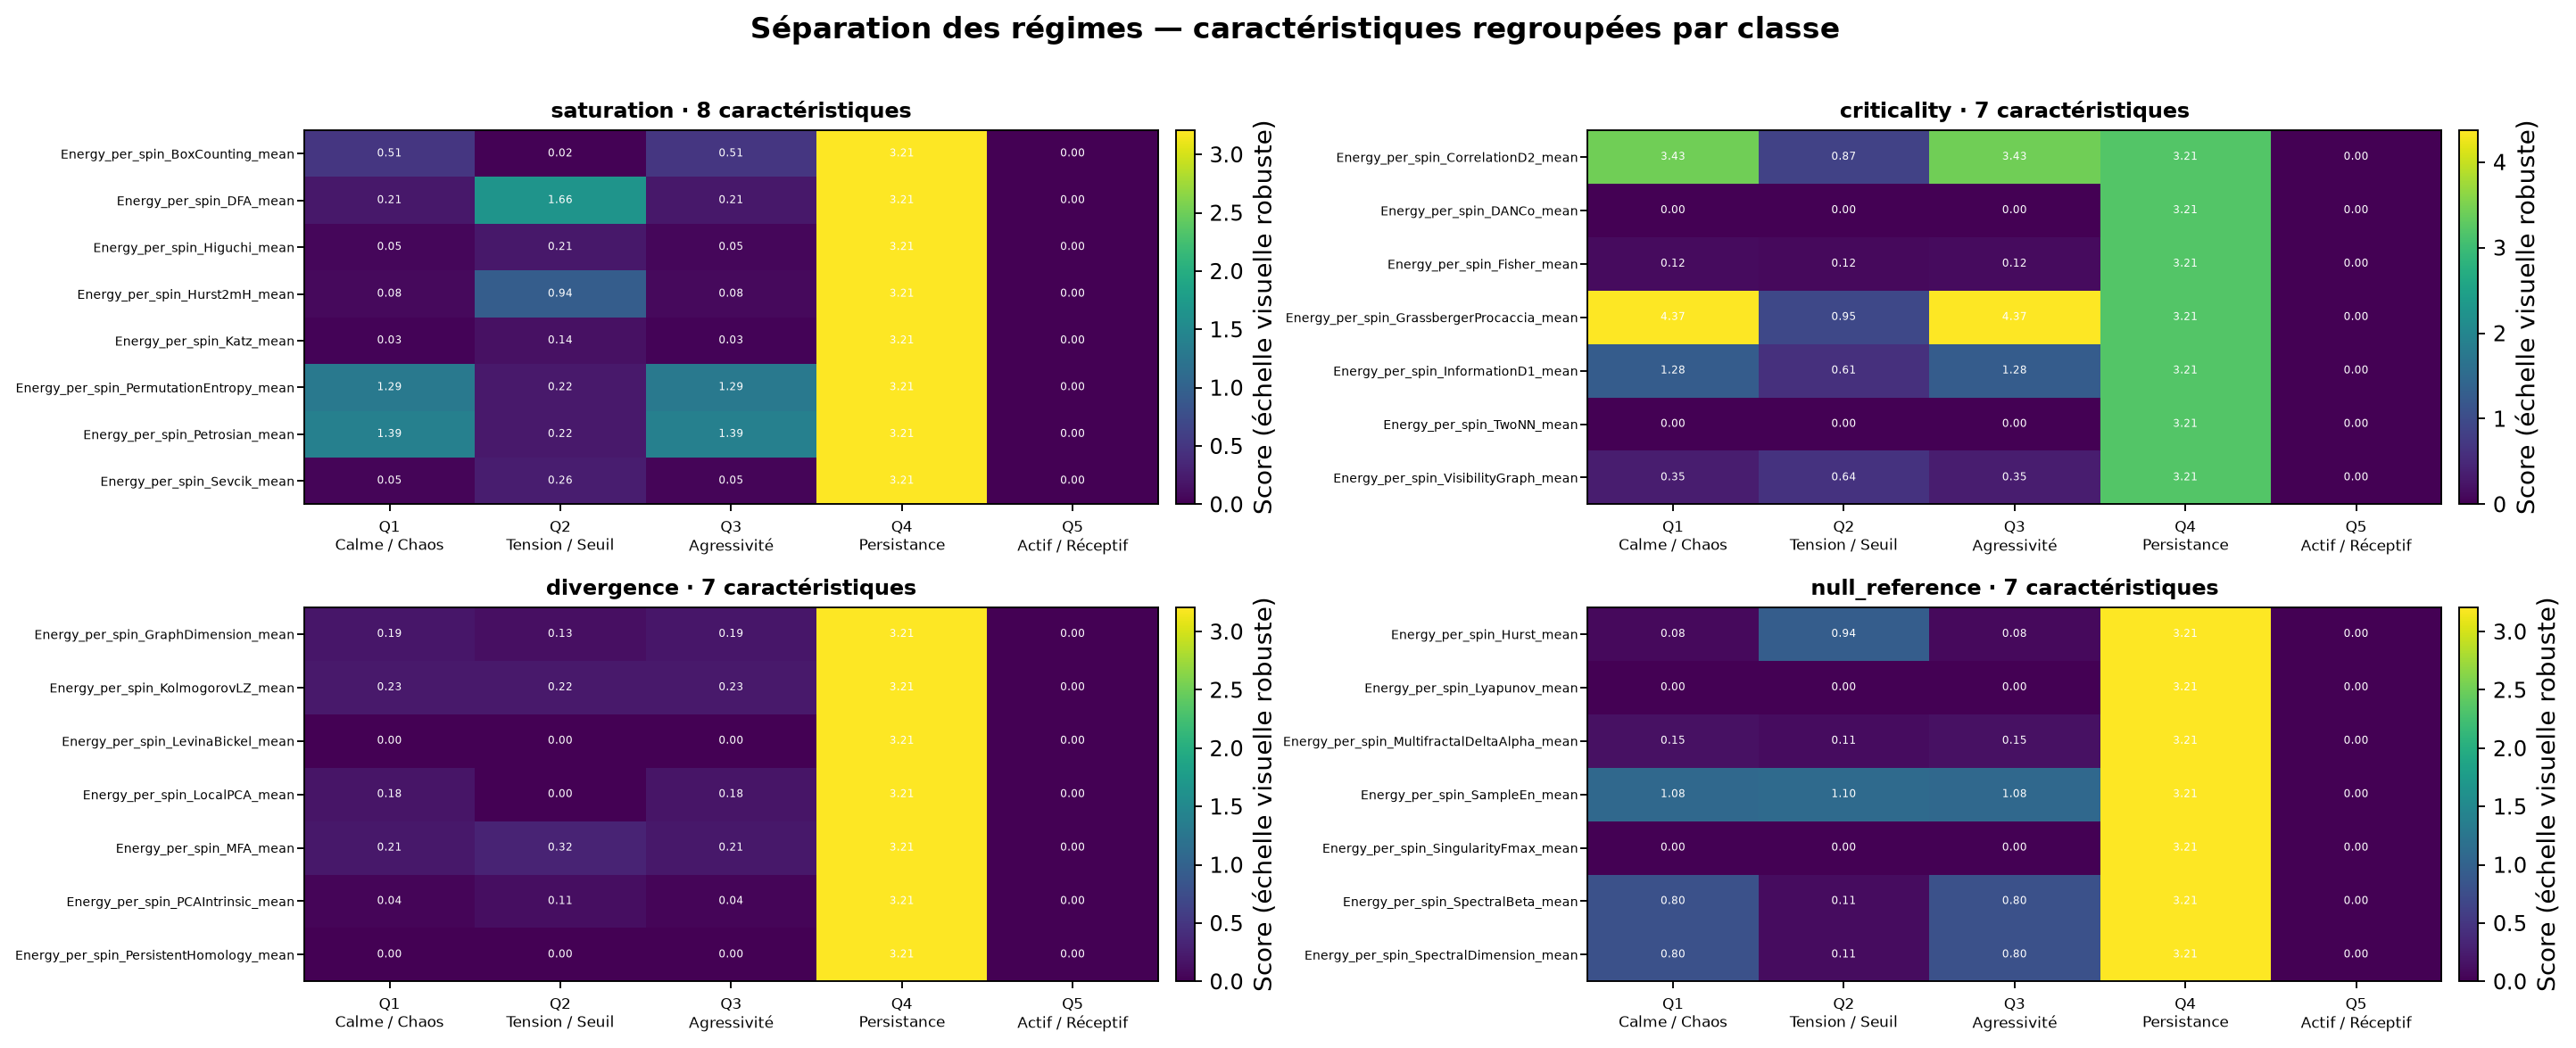 Séparation des régimes — caractéristiques regroupées par classe
saturation · 8 caractéristiques
Energy_per_spin_BoxCounting_mean 0.51 0.02 0.51 3.21 0.00
Energy_per_spin_DFA_mean 0.21 1.66 0.21 3.21 0.00
Energy_per_spin_Higuchi_mean 0.05 0.21 0.05 3.21 0.00
Energy_per_spin_Hurst2mH_mean 0.08 0.94 0.08 3.21 0.00
Energy_per_spin_Katz_mean 0.03 0.14 0.03 3.21 0.00
Energy_per_spin_PermutationEntropy_mean 1.29 0.22 1.29 3.21 0.00
Energy_per_spin_Petrosian_mean 1.39 0.22 1.39 3.21 0.00
Energy_per_spin_Sevcik_mean 0.05 0.26 0.05 3.21 0.00
Q1 Q2 Q3 Q4 Q5
Calme / Chaos Tension / Seuil Agressivité Persistance Actif / Réceptif
3.0
2.5
2.0
1.5
1.0
0.5
0.0
Score (échelle visuelle robuste)
criticality · 7 caractéristiques
Energy_per_spin_CorrelationD2_mean 3.43 0.87 3.43 3.21 0.00
Energy_per_spin_DANCo_mean 0.00 0.00 0.00 3.21 0.00
Energy_per_spin_Fisher_mean 0.12 0.12 0.12 3.21 0.00
Energy_per_spin_GrassbergerProcaccia_mean 4.37 0.95 4.37 3.21 0.00
Energy_per_spin_InformationD1_mean 1.28 0.61 1.28 3.21 0.00
Energy_per_spin_TwoNN_mean 0.00 0.00 0.00 3.21 0.00
Energy_per_spin_VisibilityGraph_mean 0.35 0.64 0.35 3.21 0.00
Q1 Q2 Q3 Q4 Q5
Calme / Chaos Tension / Seuil Agressivité Persistance Actif / Réceptif
4
3
2
1
0
Score (échelle visuelle robuste)
divergence · 7 caractéristiques
Energy_per_spin_GraphDimension_mean 0.19 0.13 0.19 3.21 0.00
Energy_per_spin_KolmogorovLZ_mean 0.23 0.22 0.23 3.21 0.00
Energy_per_spin_LevinaBickel_mean 0.00 0.00 0.00 3.21 0.00
Energy_per_spin_LocalPCA_mean 0.18 0.00 0.18 3.21 0.00
Energy_per_spin_MFA_mean 0.21 0.32 0.21 3.21 0.00
Energy_per_spin_PCAIntrinsic_mean 0.04 0.11 0.04 3.21 0.00
Energy_per_spin_PersistentHomology_mean 0.00 0.00 0.00 3.21 0.00
Q1 Q2 Q3 Q4 Q5
Calme / Chaos Tension / Seuil Agressivité Persistance Actif / Réceptif
3.0
2.5
2.0
1.5
1.0
0.5
0.0
Score (échelle visuelle robuste)
null_reference · 7 caractéristiques
Energy_per_spin_Hurst_mean 0.08 0.94 0.08 3.21 0.00
Energy_per_spin_Lyapunov_mean 0.00 0.00 0.00 3.21 0.00
Energy_per_spin_MultifractalDeltaAlpha_mean 0.15 0.11 0.15 3.21 0.00
Energy_per_spin_SampleEn_mean 1.08 1.10 1.08 3.21 0.00
Energy_per_spin_SingularityFmax_mean 0.00 0.00 0.00 3.21 0.00
Energy_per_spin_SpectralBeta_mean 0.80 0.11 0.80 3.21 0.00
Energy_per_spin_SpectralDimension_mean 0.80 0.11 0.80 3.21 0.00
Q1 Q2 Q3 Q4 Q5
Calme / Chaos Tension / Seuil Agressivité Persistance Actif / Réceptif
3.0
2.5
2.0
1.5
1.0
0.5
0.0
Score (échelle visuelle robuste)